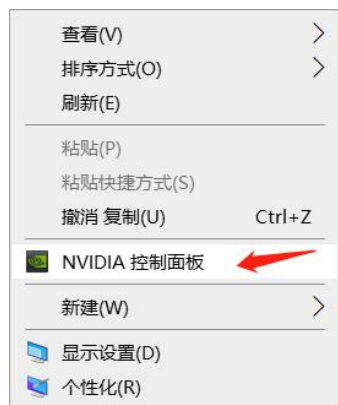 查看(V)
排序方式(O)
刷新(E)
粘贴(P)
粘贴快捷方式(S)
撤消 复制(U) Ctrl+Z
NVIDIA 控制面板
新建(W)
显示设置(D)
个性化(R)